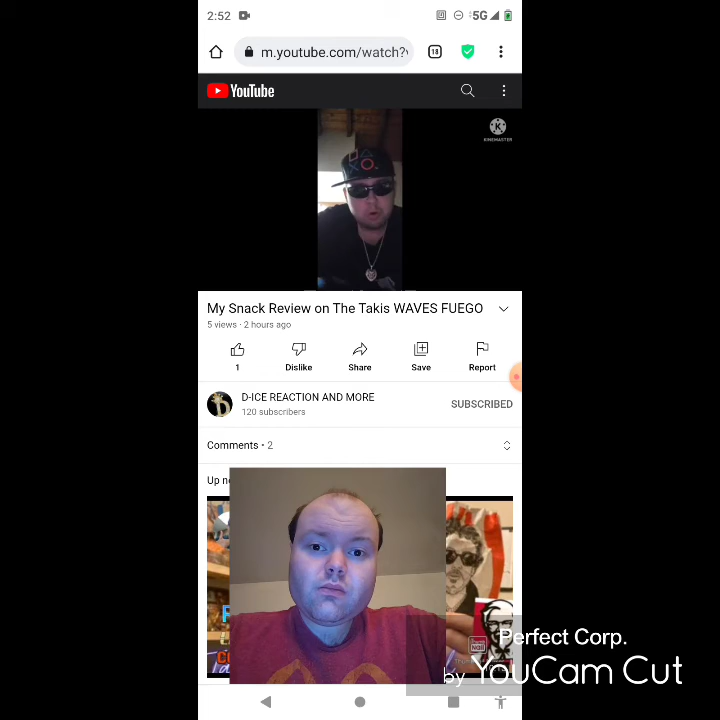 2:52
5G
m.youtube.com/watch?v
18
YouTube
KINEMASTER
My Snack Review on The Takis WAVES FUEGO
5 views · 2 hours ago
1
Dislike
Share
Save
Report
D-ICE REACTION AND MORE
120 subscribers
SUBSCRIBED
Comments • 2
Up
Perfect Corp.
by YouCam Cut